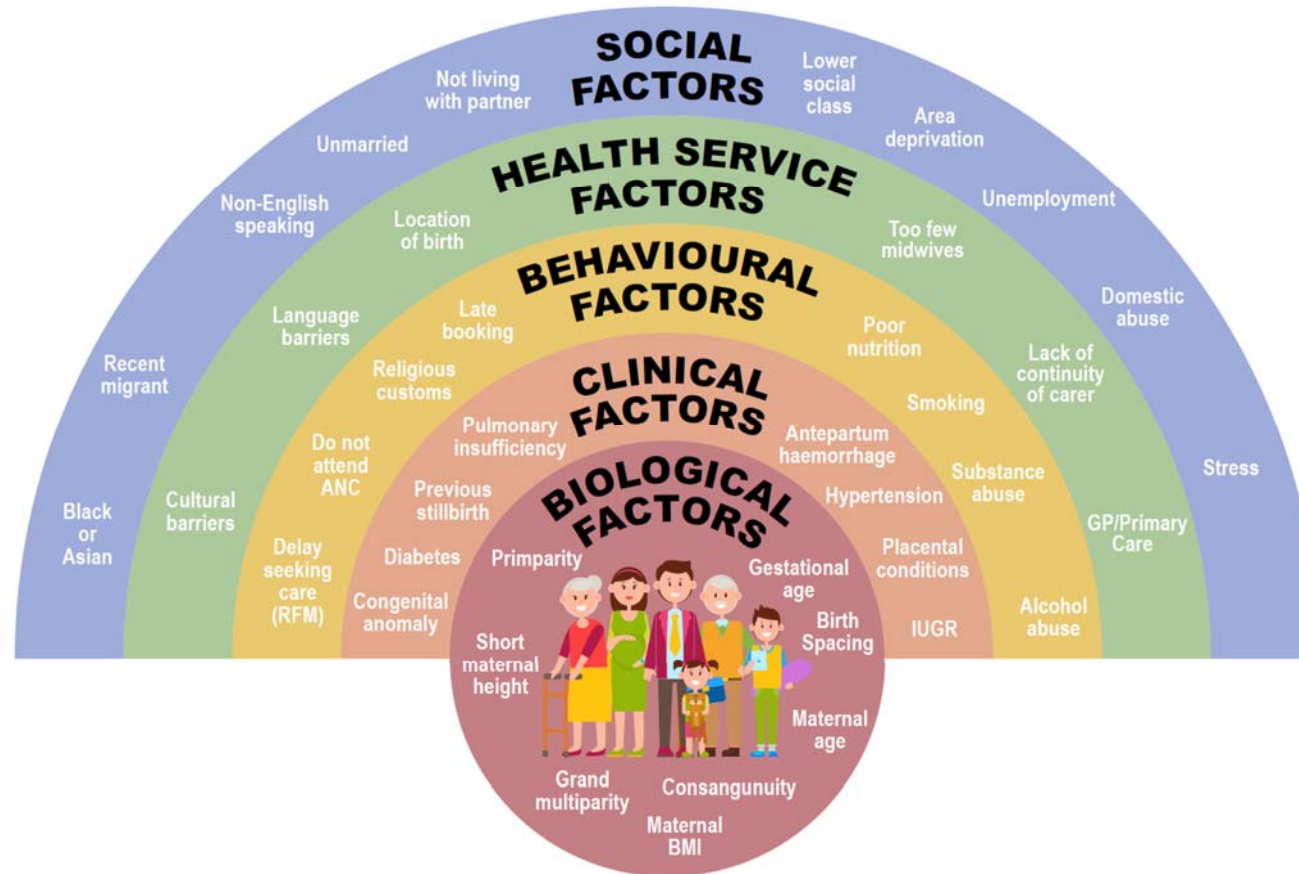 SOCIAL
FACTORS
Black
or
Asian
Recent
migrant
Non-English
speaking
Unmarried
Not living
with partner
Lower
social
class
Area
deprivation
Unemployment
Domestic
abuse
Stress
HEALTH SERVICE
FACTORS
Cultural
barriers
Language
barriers
Location
of birth
Too few
midwives
Lack of
continuity
of carer
GP/Primary
Care
BEHAVIOURAL
FACTORS
Delay
seeking
care
(RFM)
Do not
attend
ANC
Religious
customs
Late
booking
Poor
nutrition
Smoking
Substance
abuse
Alcohol
abuse
CLINICAL
FACTORS
Congenital
anomaly
Diabetes
Previous
stillbirth
Pulmonary
insufficiency
Antepartum
haemorrhage
Hypertension
Placental
conditions
IUGR
BIOLOGICAL
FACTORS
Primparity
Short
maternal
height
Grand
multiparity
Maternal
BMI
Consangunuity
Maternal
age
Birth
Spacing
Gestational
age